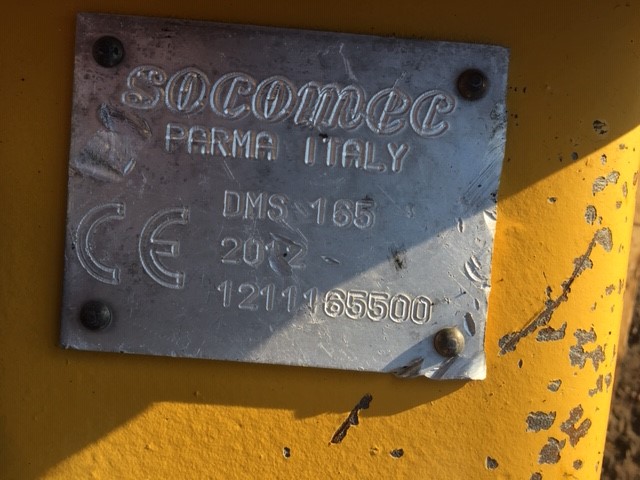 socomec
PARMA ITALY
DMS 165
CE 2012
1211165500